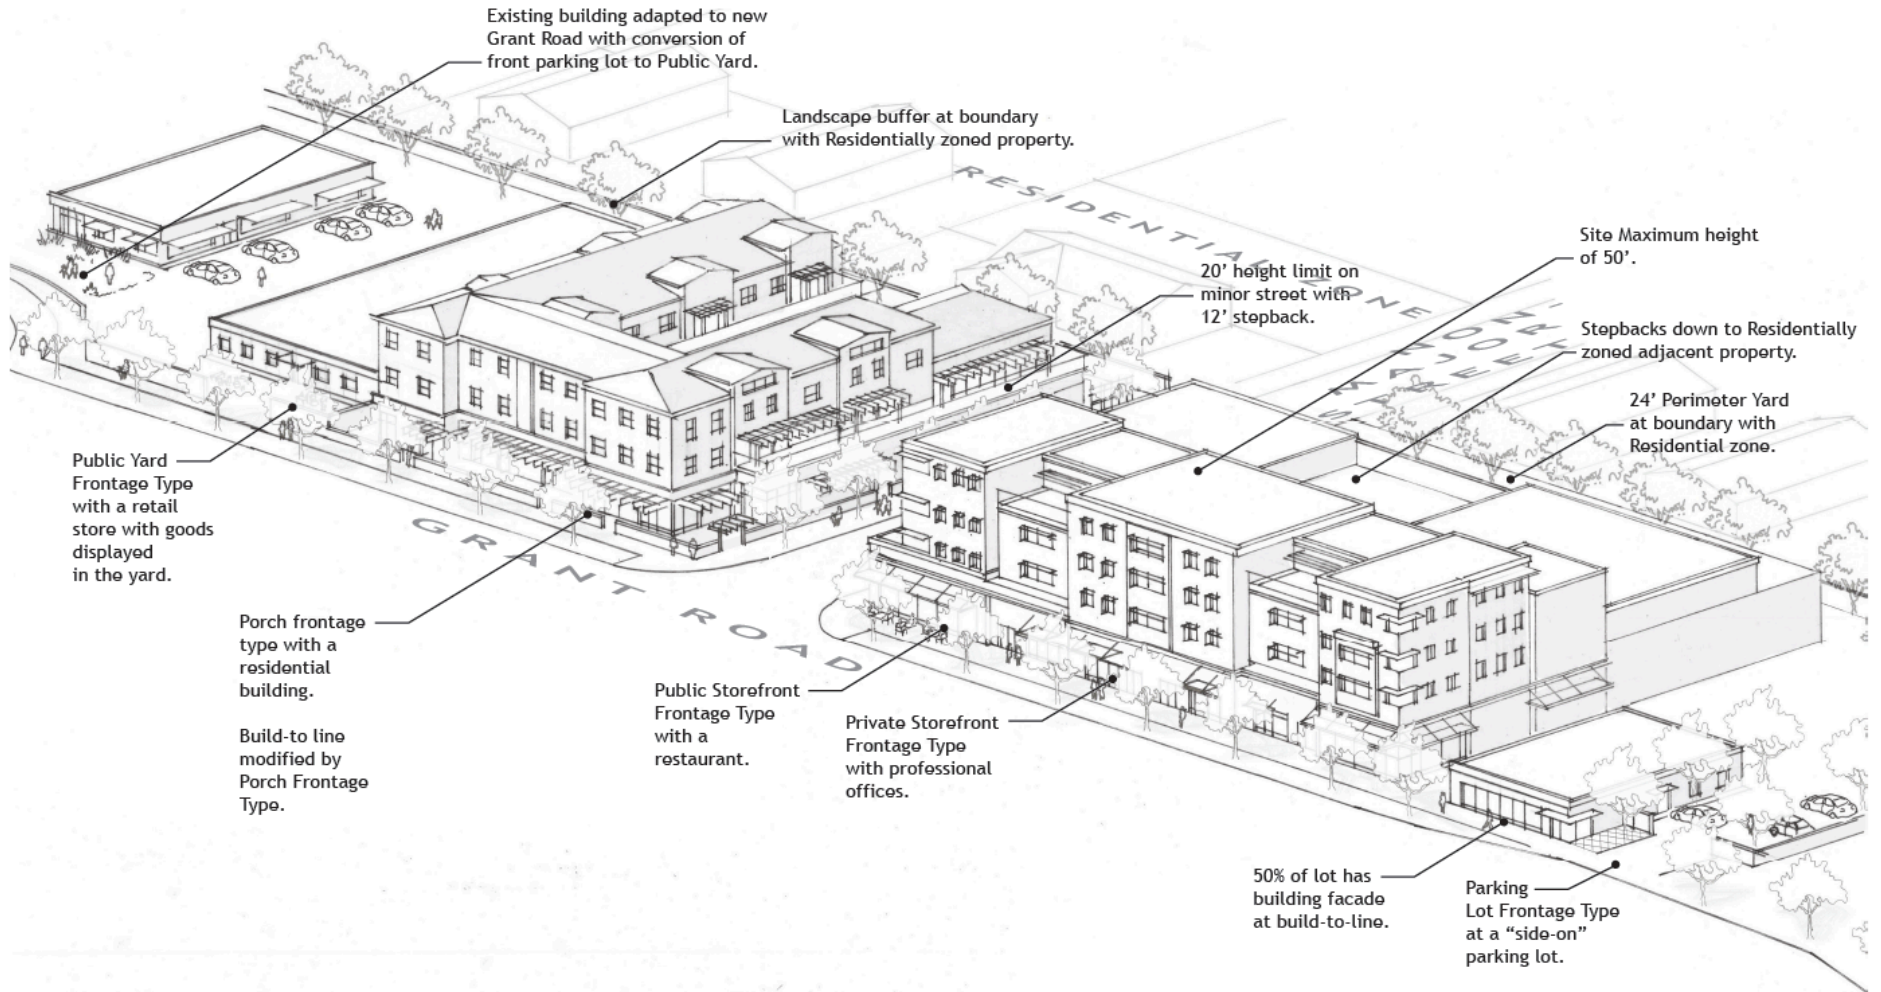 Existing building adapted to new
Grant Road with conversion of
front parking lot to Public Yard.
Landscape buffer at boundary
with Residentially zoned property.
RESIDENTIAL ZONE
Site Maximum height
of 50’.
20’ height limit on
minor street with
12’ stepback.
Stepbacks down to Residentially
zoned adjacent property.
24’ Perimeter Yard
at boundary with
Residential zone.
Public Yard
Frontage Type
with a retail
store with goods
displayed
in the yard.
GRANT ROAD
Porch frontage
type with a
residential
building.
Build-to line
modified by
Porch Frontage
Type.
Public Storefront
Frontage Type
with a
restaurant.
Private Storefront
Frontage Type
with professional
offices.
50% of lot has
building facade
at build-to-line.
Parking
Lot Frontage Type
at a “side-on”
parking lot.